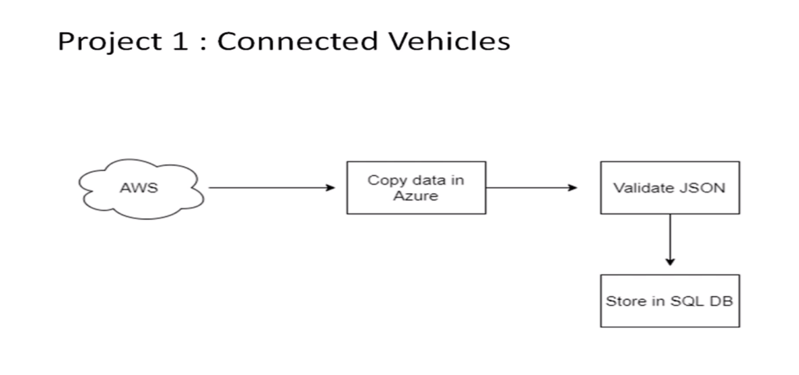 Project 1 : Connected Vehicles
AWS
Copy data in
Azure
Validate JSON
Store in SQL DB